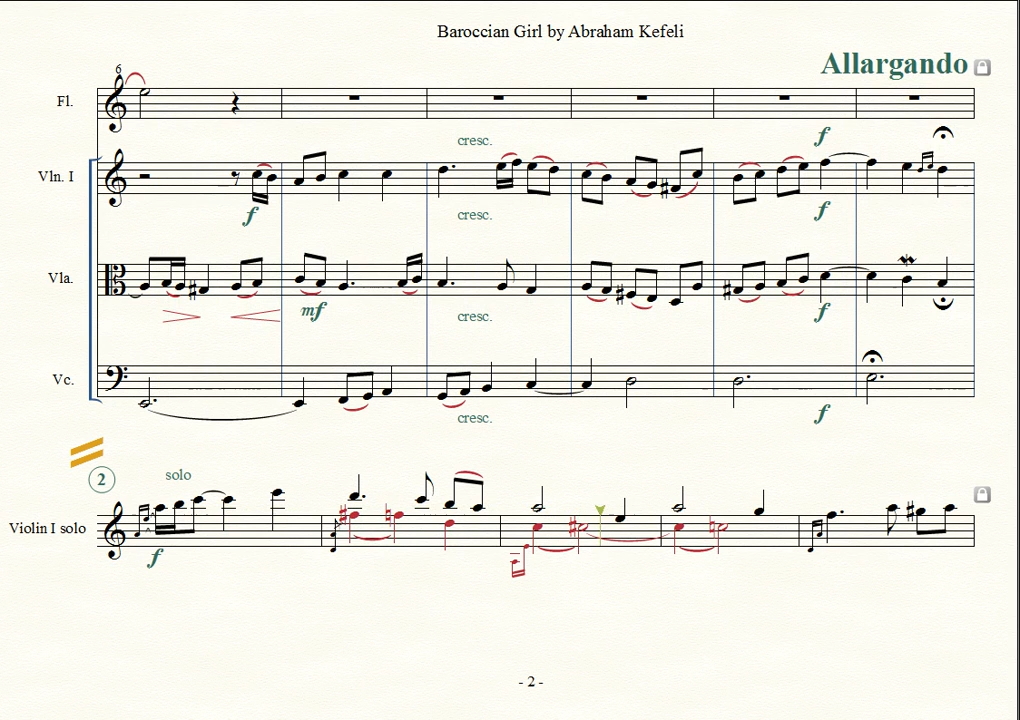 Baroccian Girl by Abraham Kefeli
Allargando
6
Fl.
cresc.
f
Vln. I
f
cresc.
f
Vla.
mf
cresc.
f
Vc.
cresc.
f
2
solo
Violin I solo
f
- 2 -